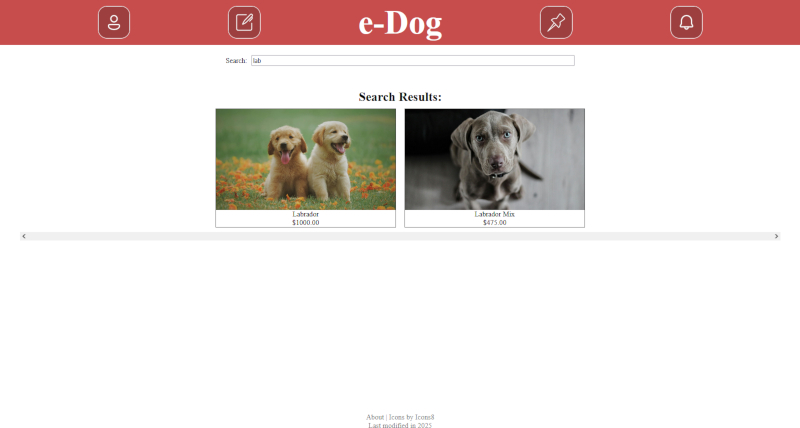 e-Dog
Search: lab
Search Results:
Labrador
$1000.00
Labrador Mix
$475.00
About | Icons by Icons8
Last modified in 2025